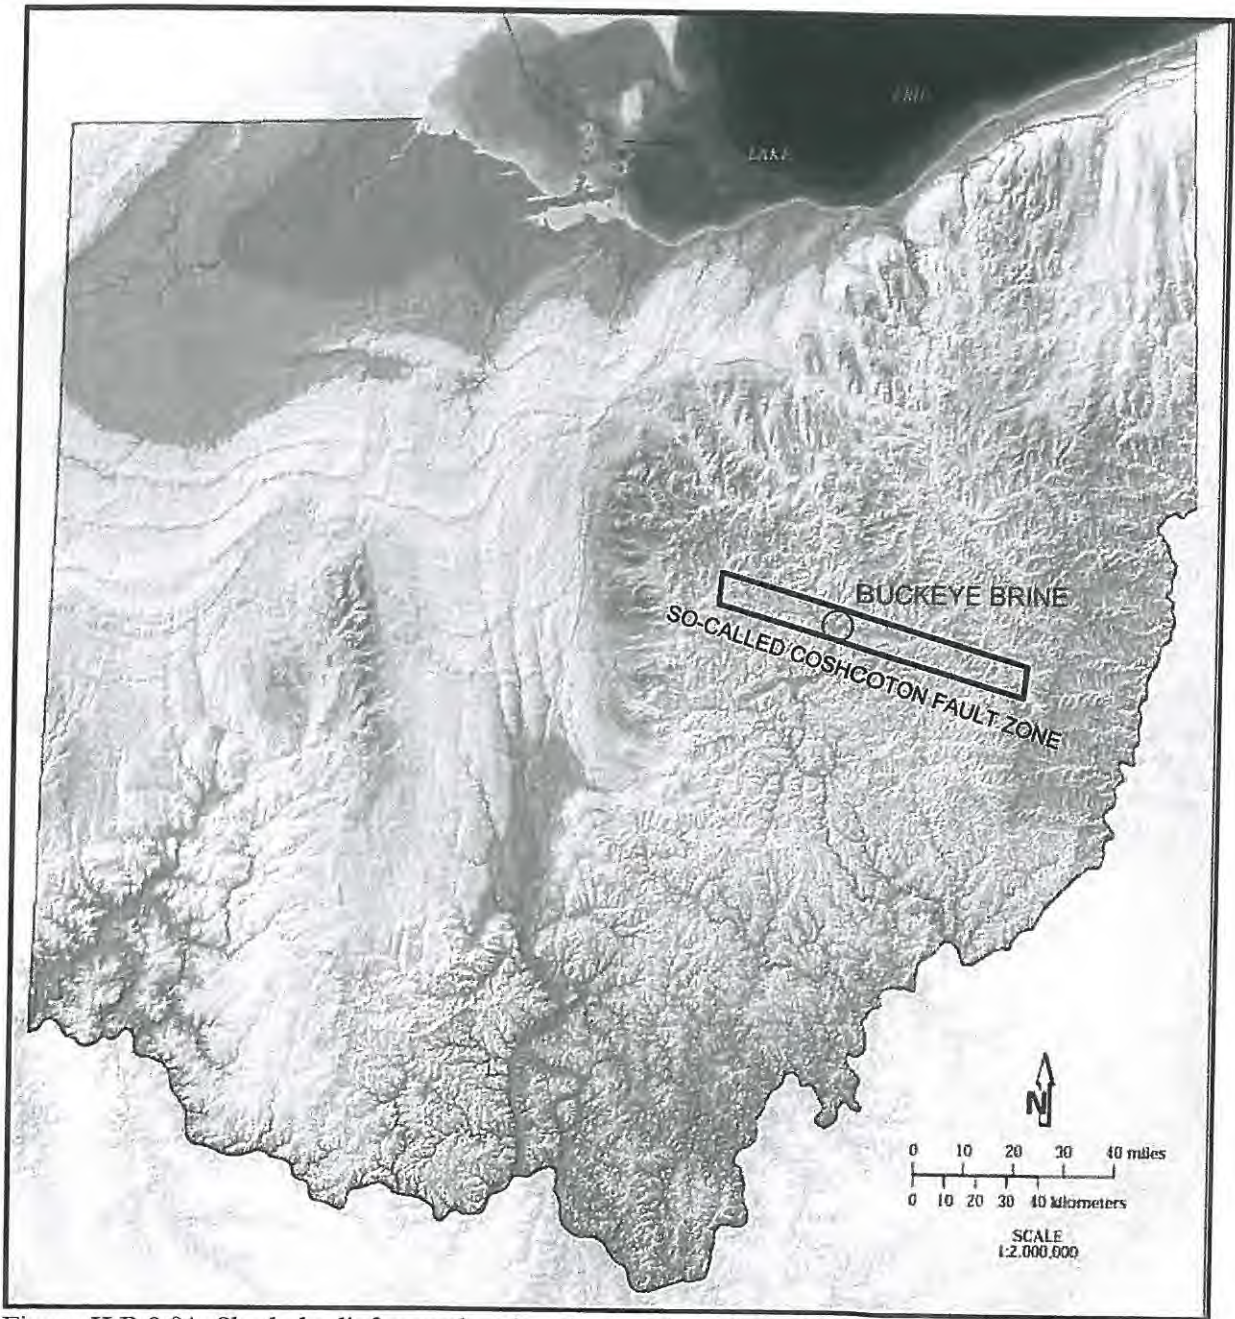 ERIE
LAKE
BUCKEYE BRINE
SO-CALLED COSHCOTON FAULT ZONE
N
0 10 20 30 40 miles
0 10 20 30 40 kilometers
SCALE
1:2,000,000